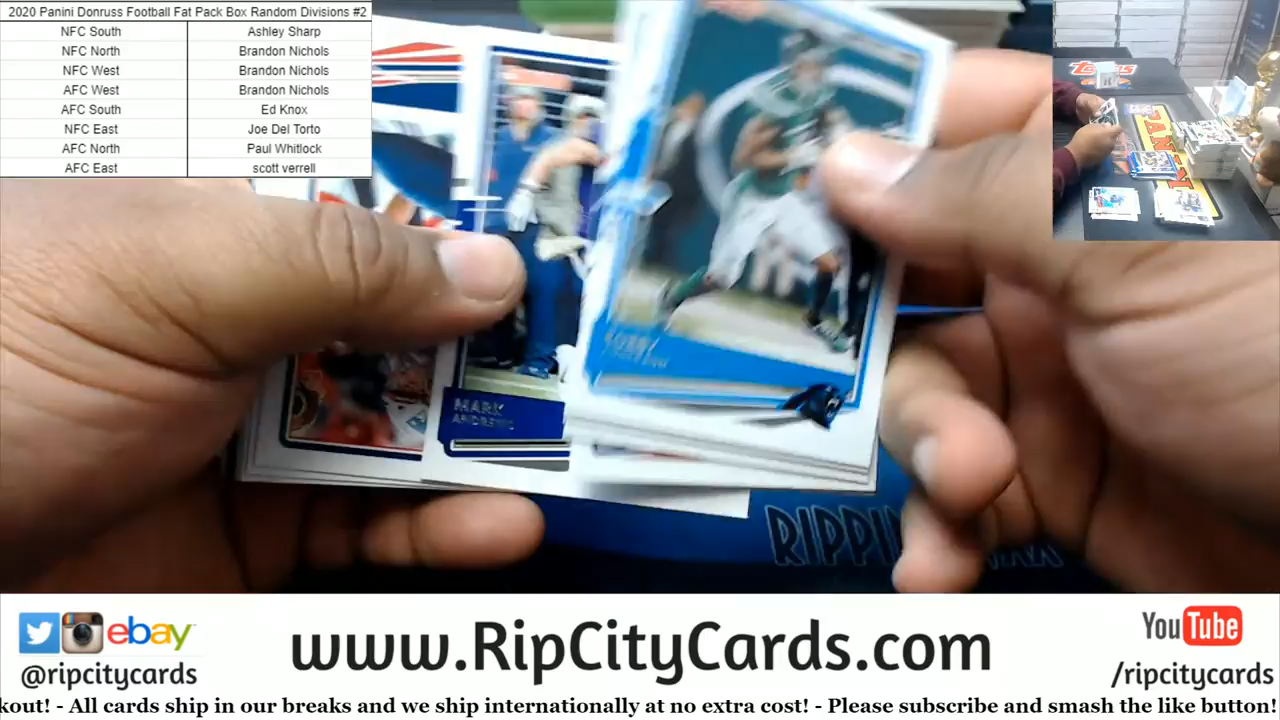 2020 Panini Donruss Football Fat Pack Box Random Divisions #2
NFC South Ashley Sharp
NFC North Brandon Nichols
NFC West Brandon Nichols
AFC West Brandon Nichols
AFC South Ed Knox
NFC East Joe Del Torto
AFC North Paul Whitlock
AFC East scott verrell
Topps
PANINI
MARK
ANDREWS
RIPPIN
ebay
@ripcitycards
www.RipCityCards.com
YouTube
/ripcitycards
kout! - All cards ship in our breaks and we ship internationally at no extra cost! - Please subscribe and smash the like button!